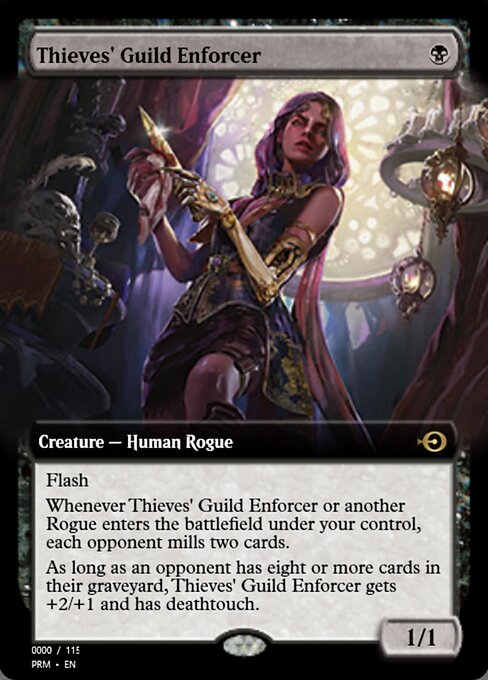 Thieves' Guild Enforcer
Creature — Human Rogue
Flash
Whenever Thieves' Guild Enforcer or another
Rogue enters the battlefield under your control,
each opponent mills two cards.
As long as an opponent has eight or more cards in
their graveyard, Thieves' Guild Enforcer gets
+2/+1 and has deathtouch.
1/1
0000 / 115
PRM • EN